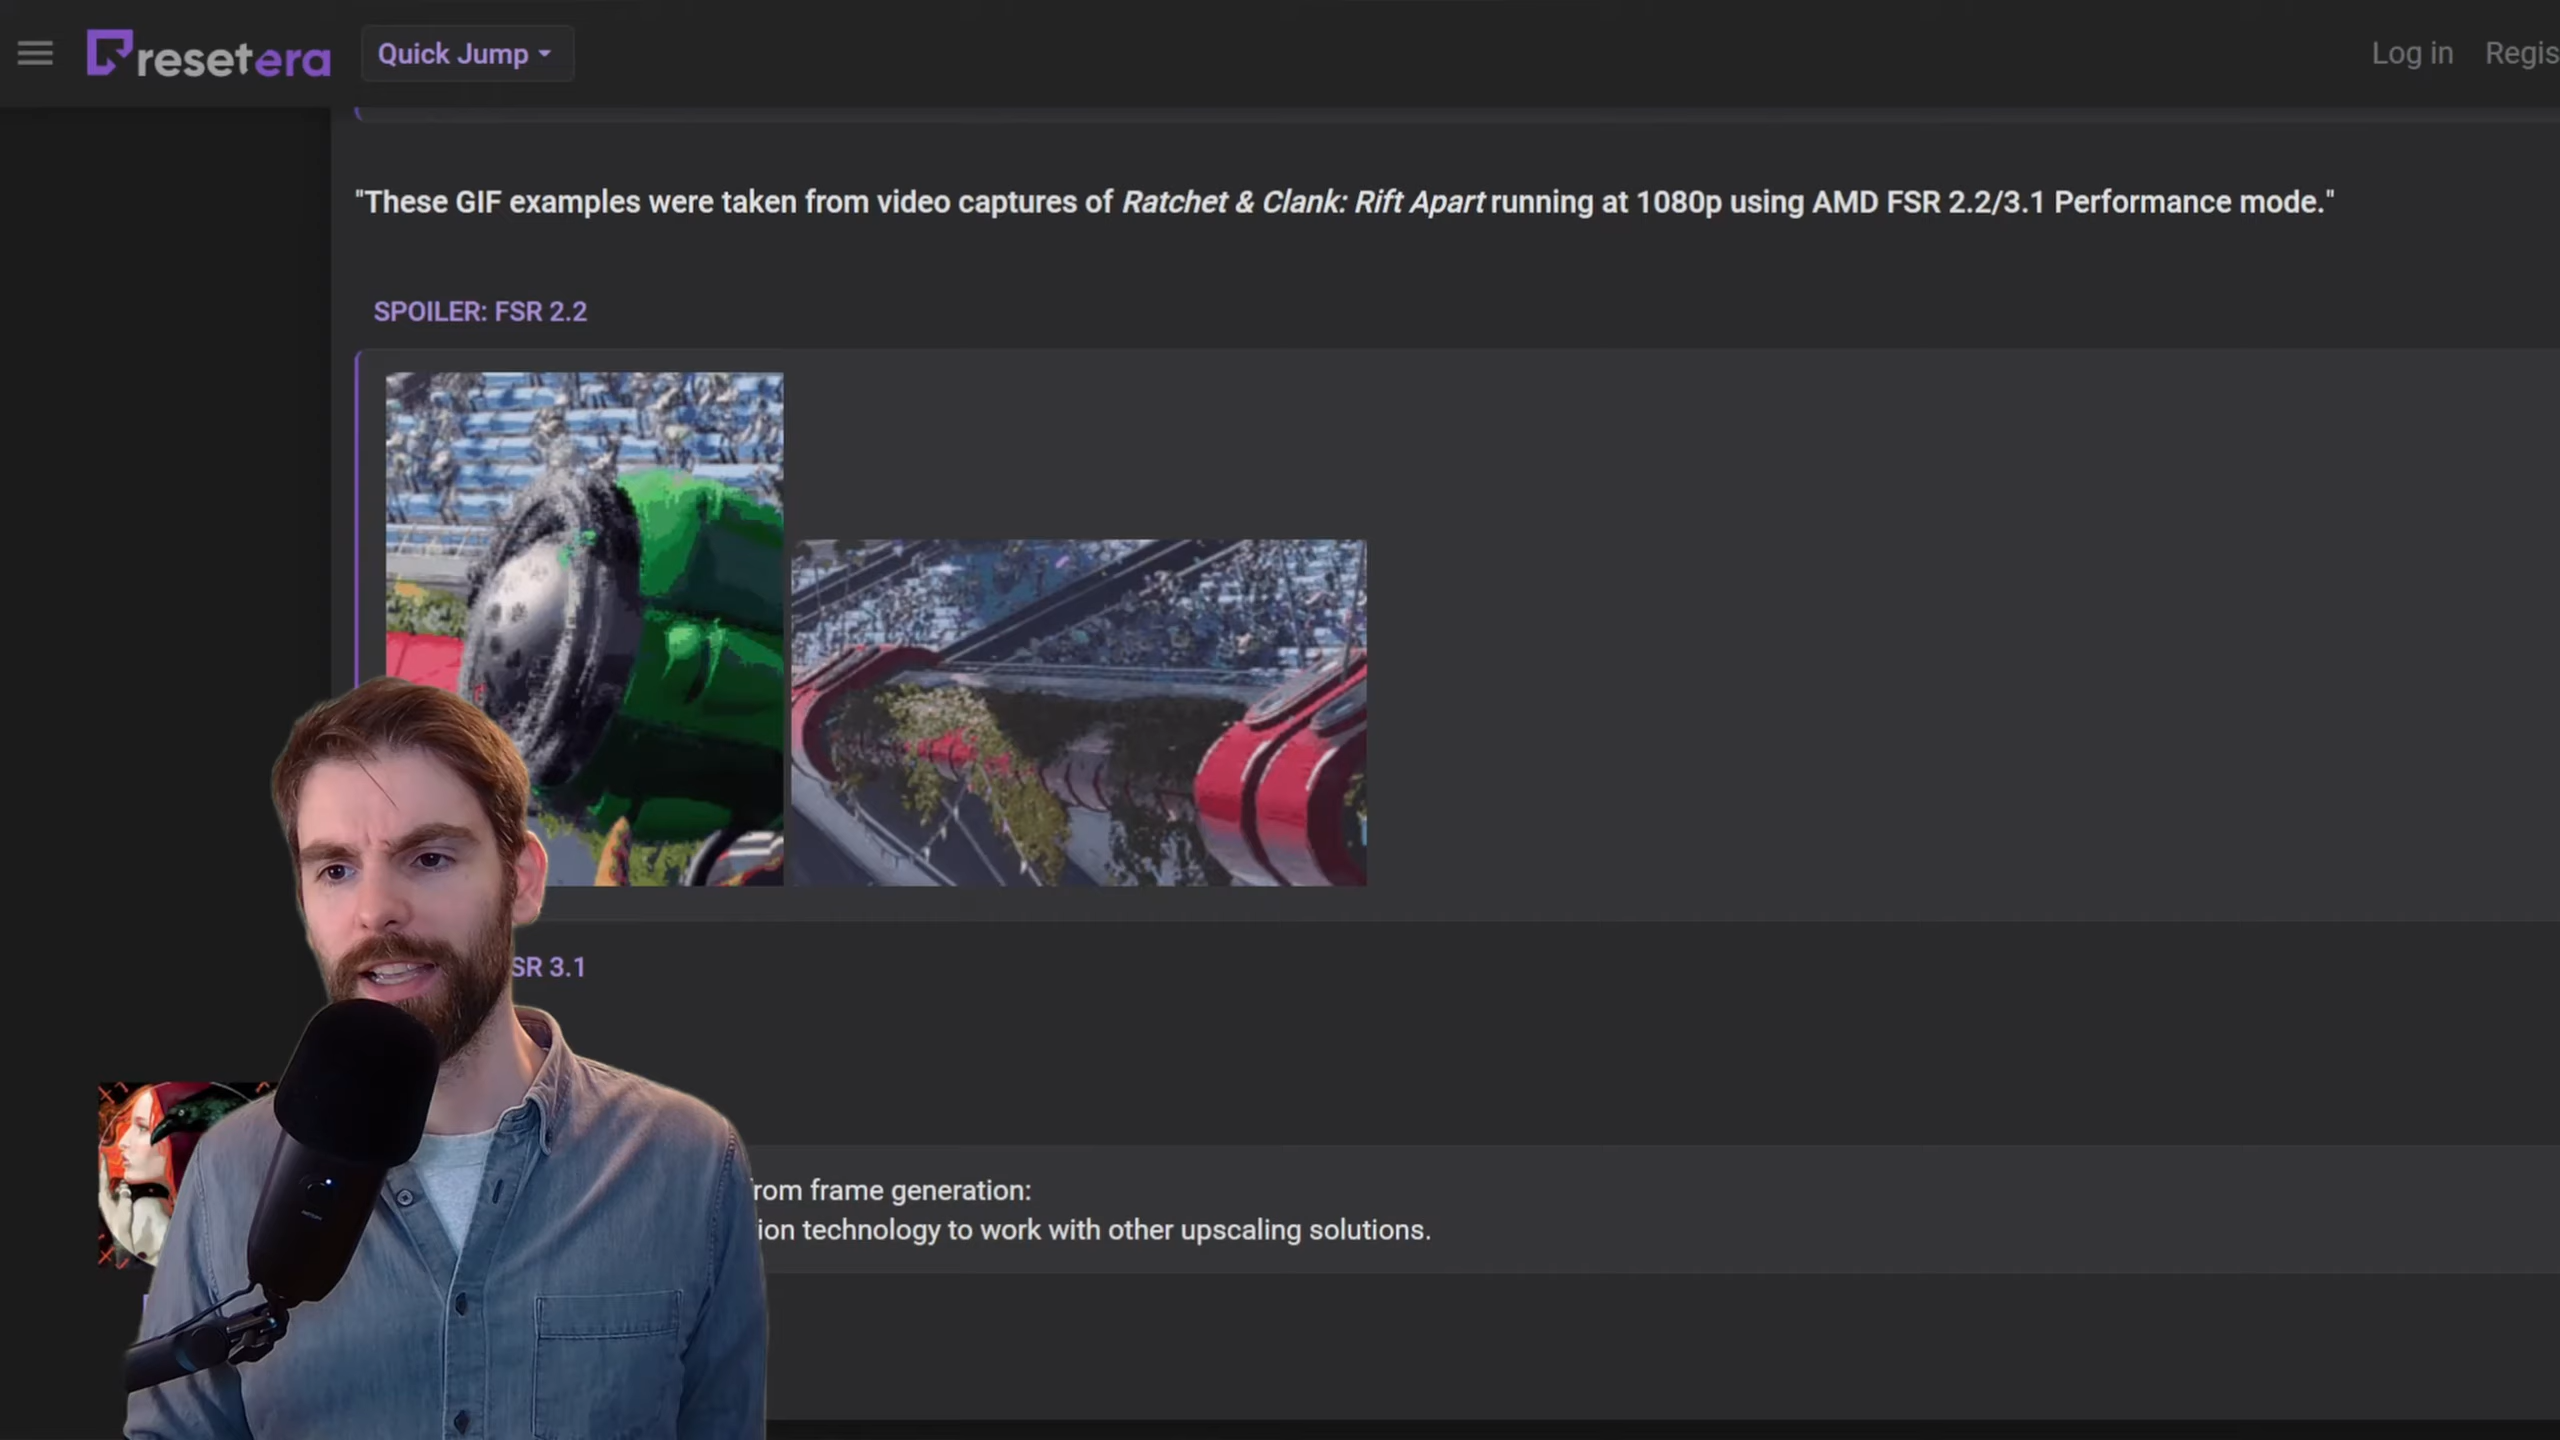 resetera
Quick Jump
Log in
Regis
"These GIF examples were taken from video captures of Ratchet & Clank: Rift Apart running at 1080p using AMD FSR 2.2/3.1 Performance mode."
SPOILER: FSR 2.2
SR 3.1
rom frame generation:
ion technology to work with other upscaling solutions.